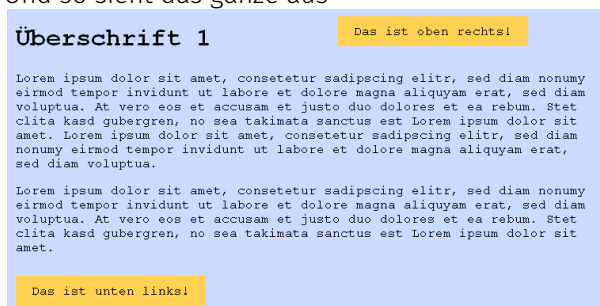 Und so sieht das ganze aus
Überschrift 1
Das ist oben rechts!
Lorem ipsum dolor sit amet, consetetur sadipscing elitr, sed diam nonumy
eirmod tempor invidunt ut labore et dolore magna aliquyam erat, sed diam
voluptua. At vero eos et accusam et justo duo dolores et ea rebum. Stet
clita kasd gubergren, no sea takimata sanctus est Lorem ipsum dolor sit
amet. Lorem ipsum dolor sit amet, consetetur sadipscing elitr, sed diam
nonumy eirmod tempor invidunt ut labore et dolore magna aliquyam erat,
sed diam voluptua.
Lorem ipsum dolor sit amet, consetetur sadipscing elitr, sed diam nonumy
eirmod tempor invidunt ut labore et dolore magna aliquyam erat, sed diam
voluptua. At vero eos et accusam et justo duo dolores et ea rebum. Stet
clita kasd gubergren, no sea takimata sanctus est Lorem ipsum dolor sit
amet.
Das ist unten links!